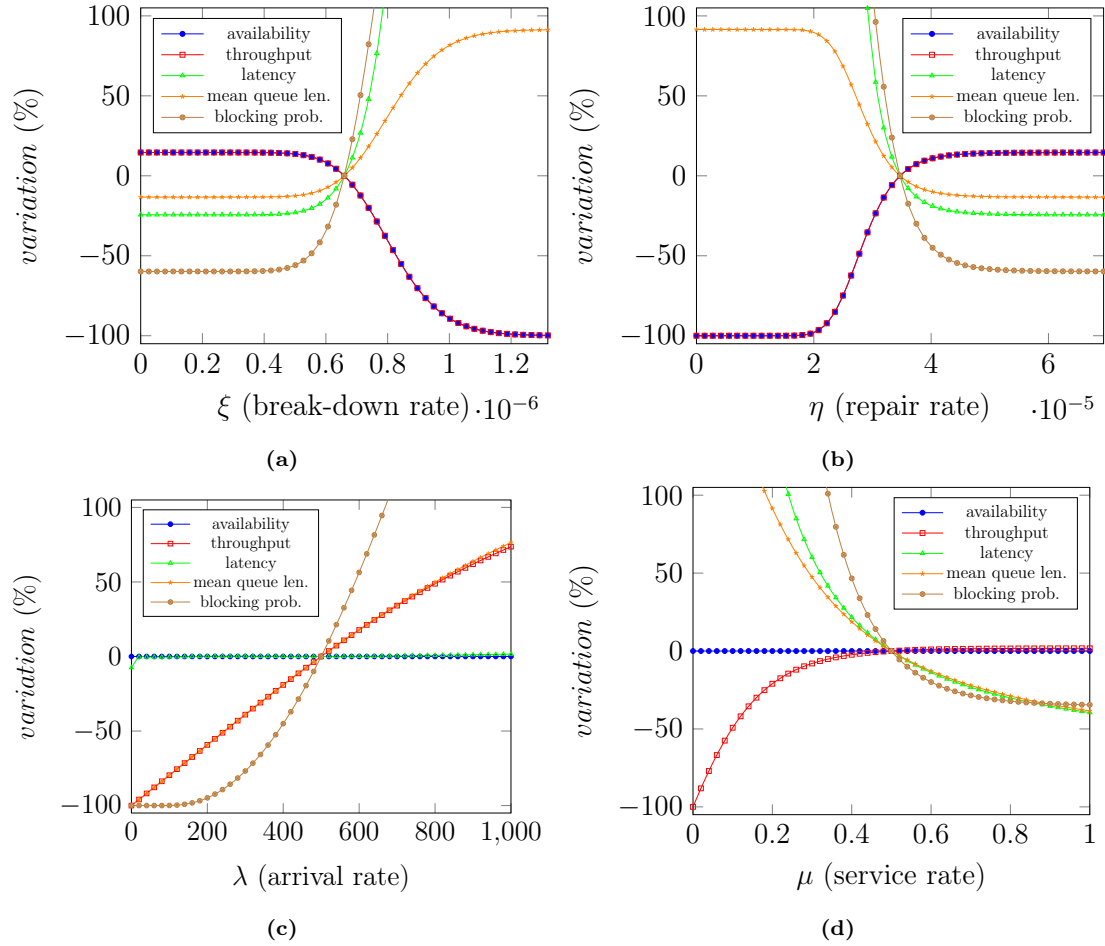 100
50
0
−50
−100
variation (%)
availability
throughput
latency
mean queue len.
blocking prob.
0 0.2 0.4 0.6 0.8 1 1.2
ξ (break-down rate) ·10⁻⁶
(a)
100
50
0
−50
−100
variation (%)
availability
throughput
latency
mean queue len.
blocking prob.
0 2 4 6
η (repair rate) ·10⁻⁵
(b)
100
50
0
−50
−100
variation (%)
availability
throughput
latency
mean queue len.
blocking prob.
0 200 400 600 800 1,000
λ (arrival rate)
(c)
100
50
0
−50
−100
variation (%)
availability
throughput
latency
mean queue len.
blocking prob.
0 0.2 0.4 0.6 0.8 1
μ (service rate)
(d)